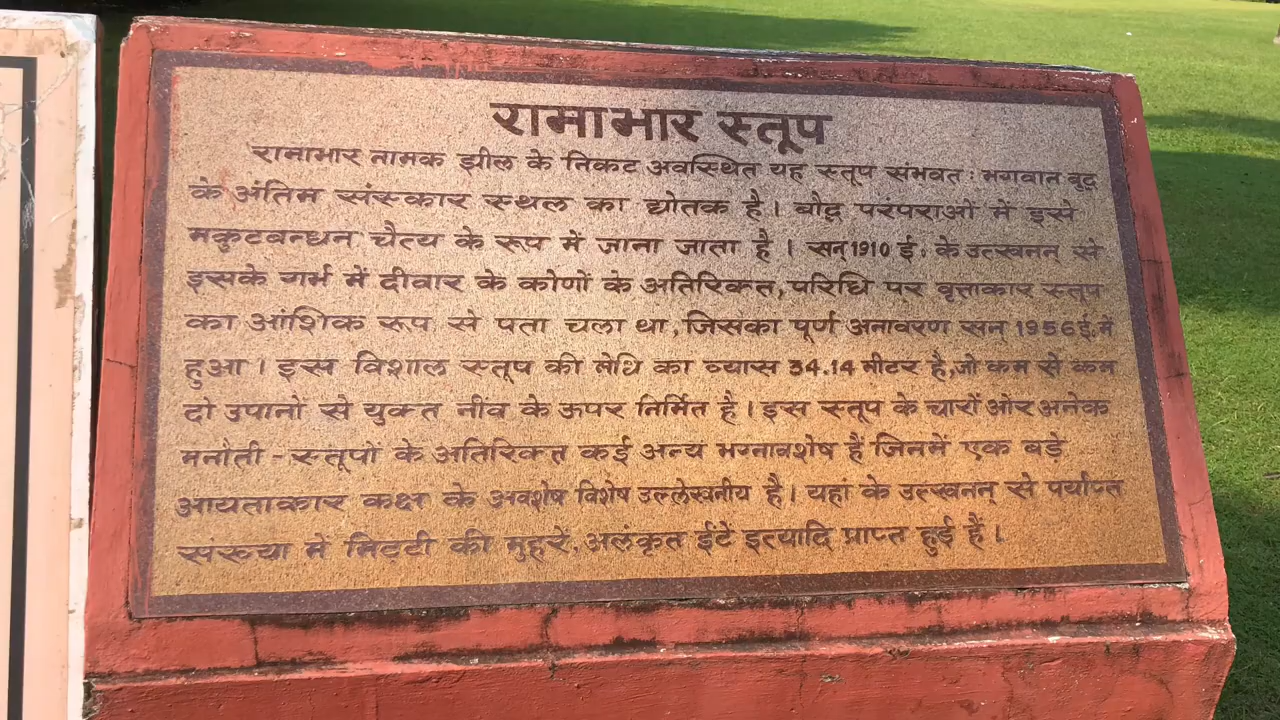 रामाभार स्तूप
रामाभार नामक झील के निकट अवस्थित यह स्तूप संभवतः भगवान बुद्ध
के अंतिम संस्कार स्थल का द्योतक है। बौद्ध परंपराओं में इसे
मकुटबन्धन चैत्य के रूप में जाना जाता है। सन् 1910 ई. के उत्खनन् से
इसके गर्भ में दीवार के कोणों के अतिरिक्त, परिधि पर वृत्ताकार स्तूप
का आंशिक रूप से पता चला था, जिसका पूर्ण अनावरण सन् 1956 ई. में
हुआ। इस विशाल स्तूप की मेधि का व्यास 34.14 मीटर है, जो कम से कम
दो उपानों से युक्त नींव के ऊपर निर्मित है। इस स्तूप के चारों ओर अनेक
मनौती - स्तूपों के अतिरिक्त कई अन्य भग्नावशेष हैं जिनमें एक बड़े
आयताकार कक्ष के अवशेष विशेष उल्लेखनीय है। यहां के उत्खनन् से पर्याप्त
संख्या में मिट्टी की मुहरें, अलंकृत ईंटें इत्यादि प्राप्त हुई हैं।